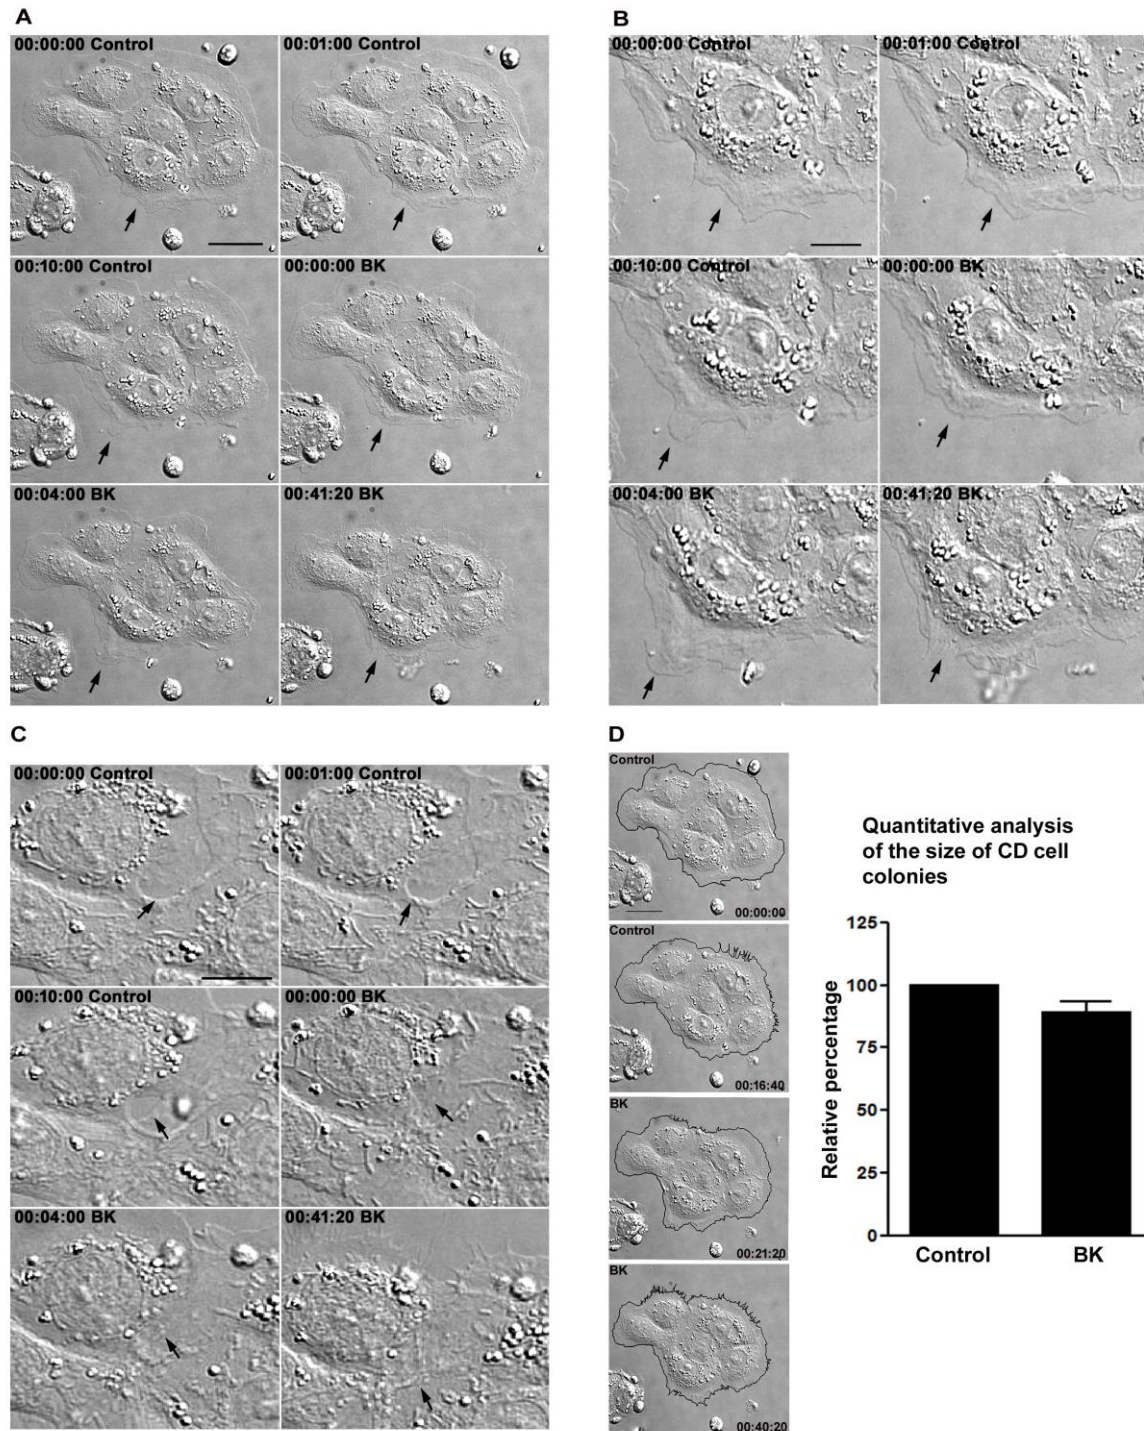 A
00:00:00 Control
00:01:00 Control
00:10:00 Control
00:00:00 BK
00:04:00 BK
00:41:20 BK
B
00:00:00 Control
00:01:00 Control
00:10:00 Control
00:00:00 BK
00:04:00 BK
00:41:20 BK
C
00:00:00 Control
00:01:00 Control
00:10:00 Control
00:00:00 BK
00:04:00 BK
00:41:20 BK
D
Control
00:00:00
Control
00:16:40
BK
00:21:20
BK
00:40:20
Quantitative analysis
of the size of CD cell
colonies
Relative percentage
125
100
75
50
25
0
Control
BK